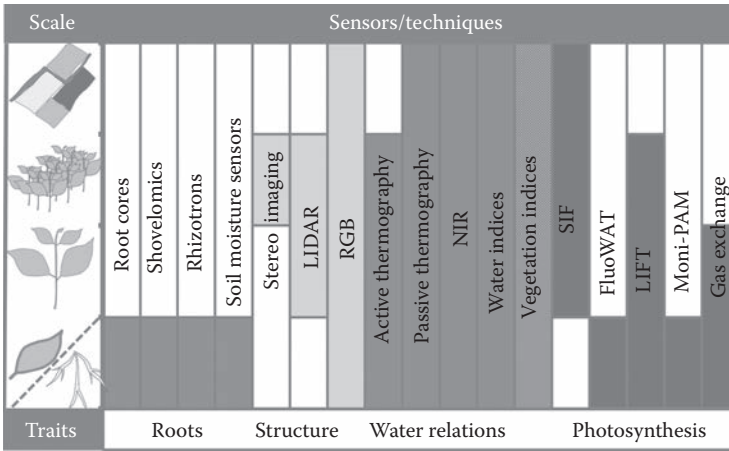 Scale Sensors/techniques
Root cores
Shovelomics
Rhizotrons
Soil moisture sensors
Stereo imaging
LIDAR
RGB
Active thermography
Passive thermography
NIR
Water indices
Vegetation indices
SIF
FluoWAT
LIFT
Moni-PAM
Gas exchange
Traits Roots Structure Water relations Photosynthesis